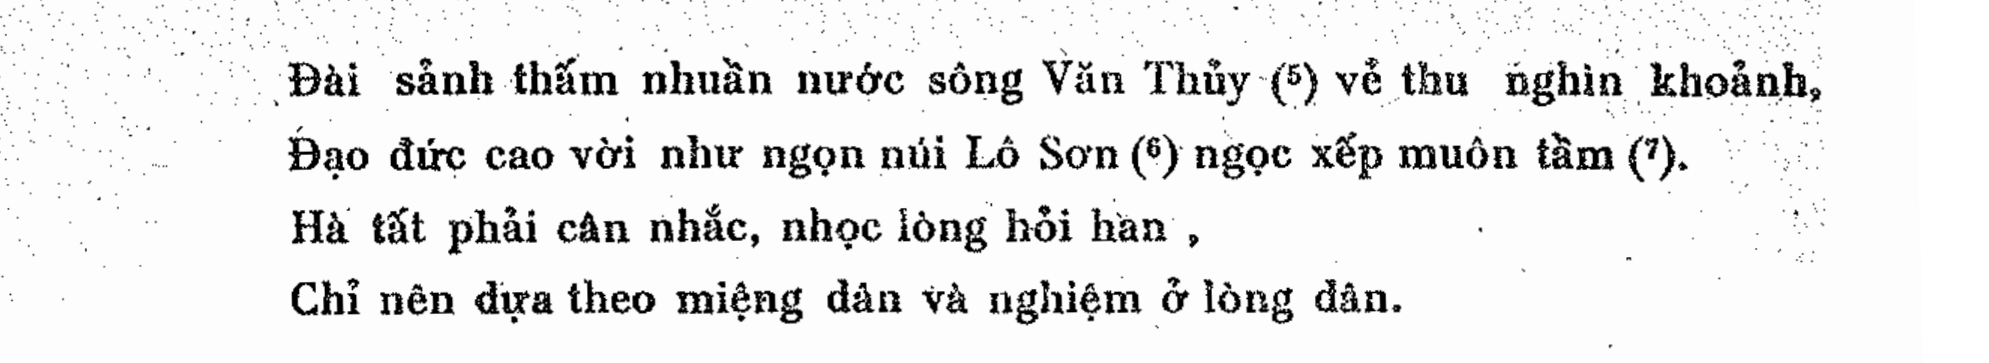 Đài sảnh thấm nhuần nước sông Văn Thủy (5) vẻ thu nghìn khoảnh,
Đạo đức cao vời như ngọn núi Lô Sơn (6) ngọc xếp muôn tầm (7).
Hà tất phải cân nhắc, nhọc lòng hỏi han ,
Chỉ nên dựa theo miệng dân và nghiệm ở lòng dân.